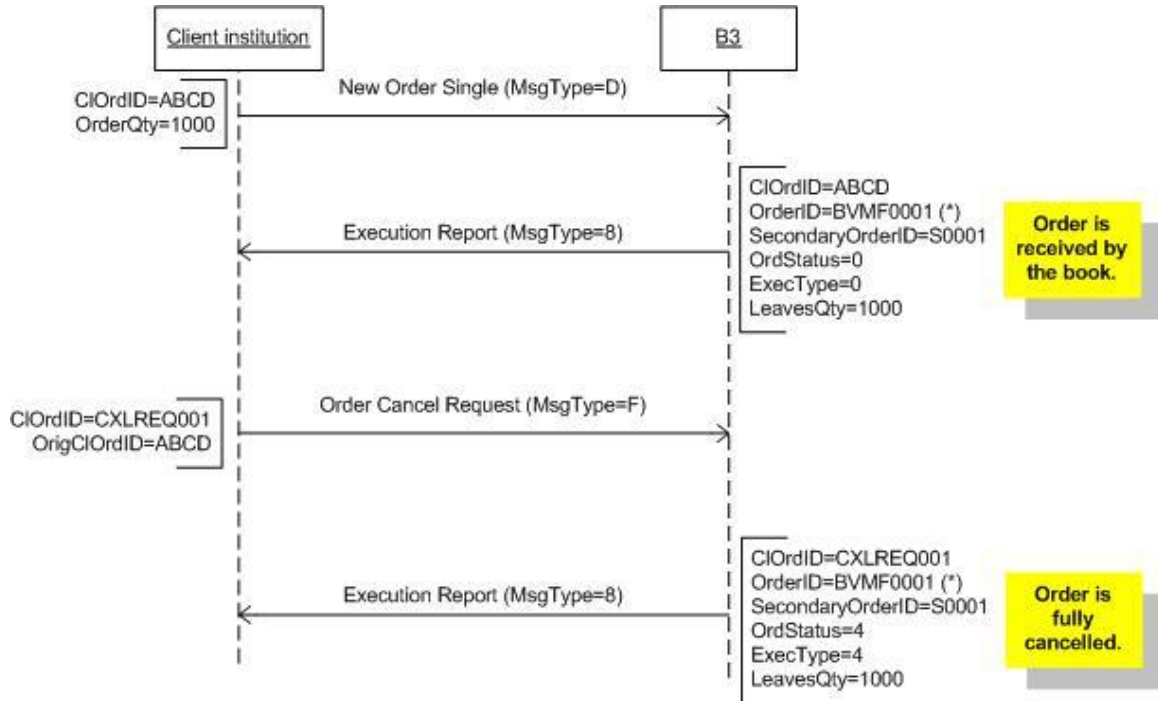 Client institution
B3
New Order Single (MsgType=D)
ClOrdID=ABCD
OrderQty=1000
ClOrdID=ABCD
OrderID=BVMF0001 (*)
SecondaryOrderID=S0001
OrdStatus=0
ExecType=0
LeavesQty=1000
Order is
received by
the book.
Execution Report (MsgType=8)
Order Cancel Request (MsgType=F)
ClOrdID=CXLREQ001
OrigClOrdID=ABCD
ClOrdID=CXLREQ001
OrderID=BVMF0001 (*)
SecondaryOrderID=S0001
OrdStatus=4
ExecType=4
LeavesQty=1000
Order is
fully
cancelled.
Execution Report (MsgType=8)